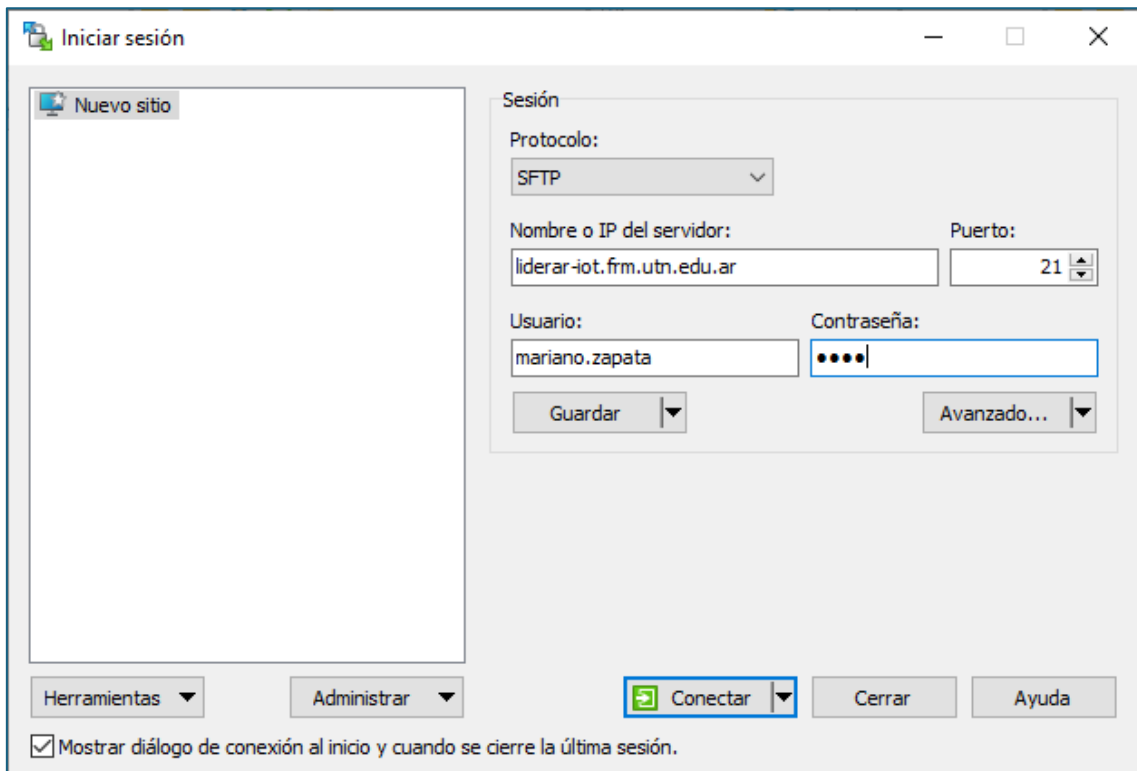 Iniciar sesión
Nuevo sitio
Sesión
Protocolo:
SFTP
Nombre o IP del servidor:
Puerto:
liderar-iot.frm.utn.edu.ar
21
Usuario:
Contraseña:
mariano.zapata
••••
Guardar
Avanzado...
Herramientas
Administrar
Conectar
Cerrar
Ayuda
Mostrar diálogo de conexión al inicio y cuando se cierre la última sesión.